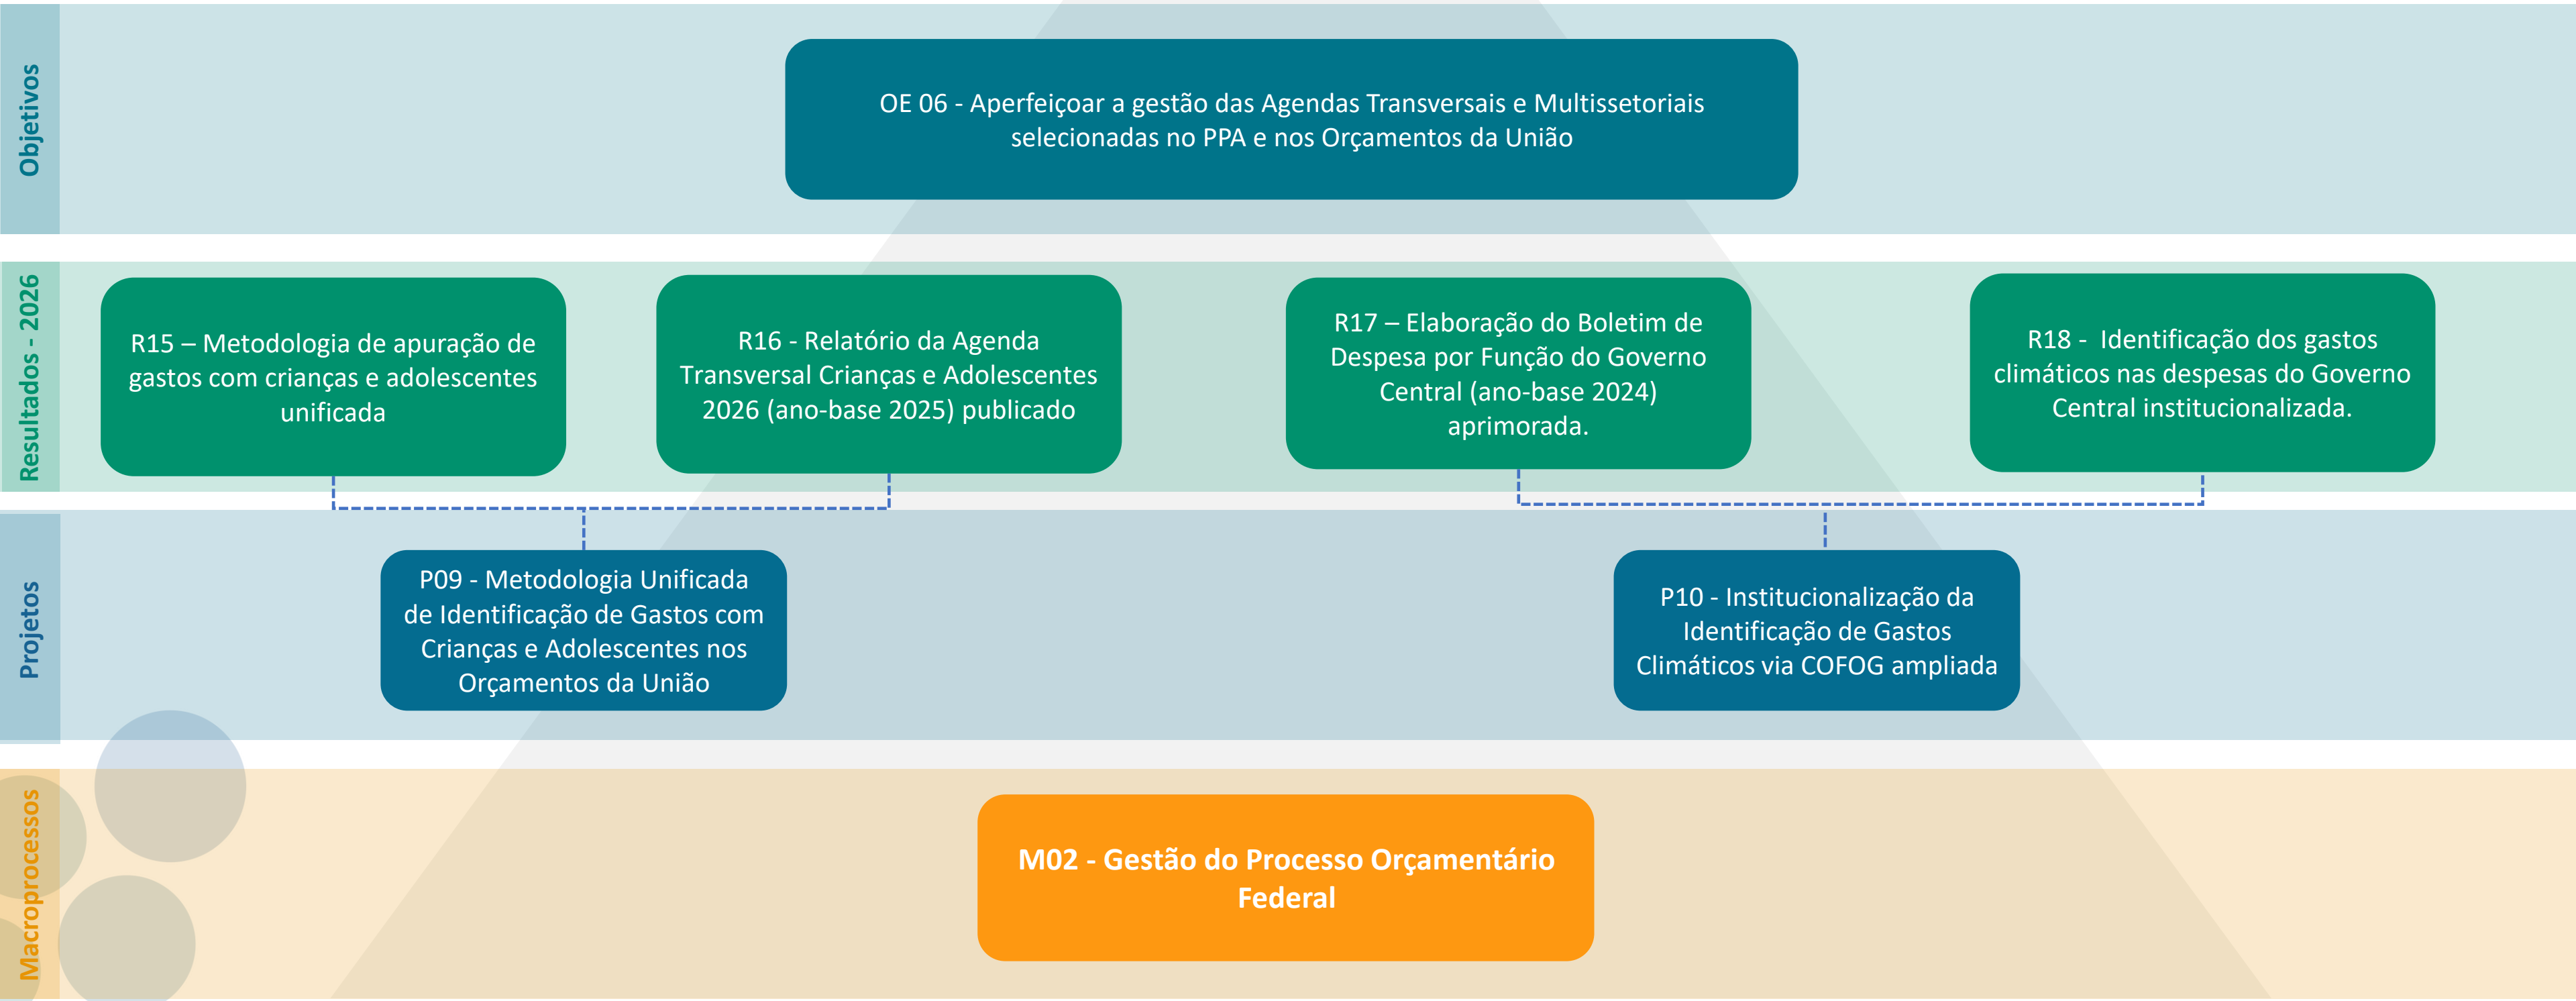 Objetivos
OE 06 - Aperfeiçoar a gestão das Agendas Transversais e Multissetoriais
selecionadas no PPA e nos Orçamentos da União
Resultados - 2026
R15 – Metodologia de apuração de
gastos com crianças e adolescentes
unificada
R16 - Relatório da Agenda
Transversal Crianças e Adolescentes
2026 (ano-base 2025) publicado
R17 – Elaboração do Boletim de
Despesa por Função do Governo
Central (ano-base 2024)
aprimorada.
R18 - Identificação dos gastos
climáticos nas despesas do Governo
Central institucionalizada.
Projetos
P09 - Metodologia Unificada
de Identificação de Gastos com
Crianças e Adolescentes nos
Orçamentos da União
P10 - Institucionalização da
Identificação de Gastos
Climáticos via COFOG ampliada
Macroprocessos
M02 - Gestão do Processo Orçamentário
Federal